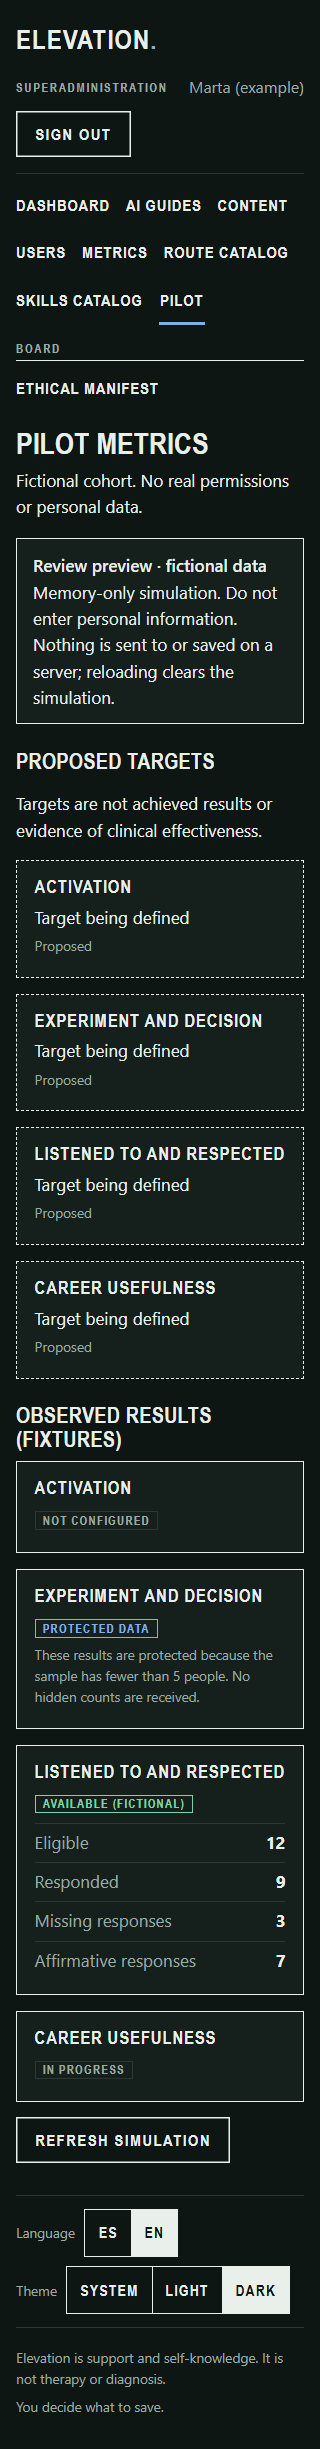 ELEVATION.
SUPERADMINISTRATION Marta (example)
SIGN OUT
DASHBOARD AI GUIDES CONTENT
USERS METRICS ROUTE CATALOG
SKILLS CATALOG PILOT
BOARD
ETHICAL MANIFEST
PILOT METRICS
Fictional cohort. No real permissions
or personal data.
Review preview · fictional data
Memory-only simulation. Do not
enter personal information.
Nothing is sent to or saved on a
server; reloading clears the
simulation.
PROPOSED TARGETS
Targets are not achieved results or
evidence of clinical effectiveness.
ACTIVATION
Target being defined
Proposed
EXPERIMENT AND DECISION
Target being defined
Proposed
LISTENED TO AND RESPECTED
Target being defined
Proposed
CAREER USEFULNESS
Target being defined
Proposed
OBSERVED RESULTS
(FIXTURES)
ACTIVATION
NOT CONFIGURED
EXPERIMENT AND DECISION
PROTECTED DATA
These results are protected because the
sample has fewer than 5 people. No
hidden counts are received.
LISTENED TO AND RESPECTED
AVAILABLE (FICTIONAL)
Eligible 12
Responded 9
Missing responses 3
Affirmative responses 7
CAREER USEFULNESS
IN PROGRESS
REFRESH SIMULATION
Language ES EN
Theme SYSTEM LIGHT DARK
Elevation is support and self-knowledge. It is
not therapy or diagnosis.
You decide what to save.